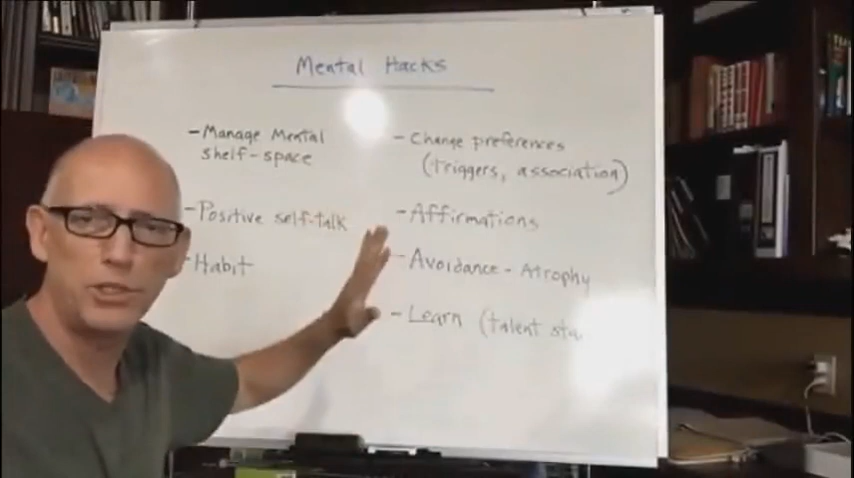 Mental Hacks
- Manage Mental
shelf-space
- Positive self-talk
- Habit
- Change preferences
(triggers, association)
- Affirmations
- Avoidance - Atrophy
- Learn (talent